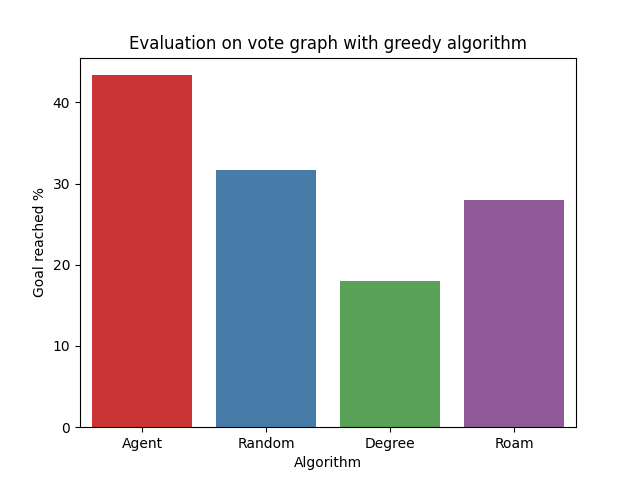 Evaluation on vote graph with greedy algorithm
Goal reached %
40
30
20
10
0
Agent Random Degree Roam
Algorithm